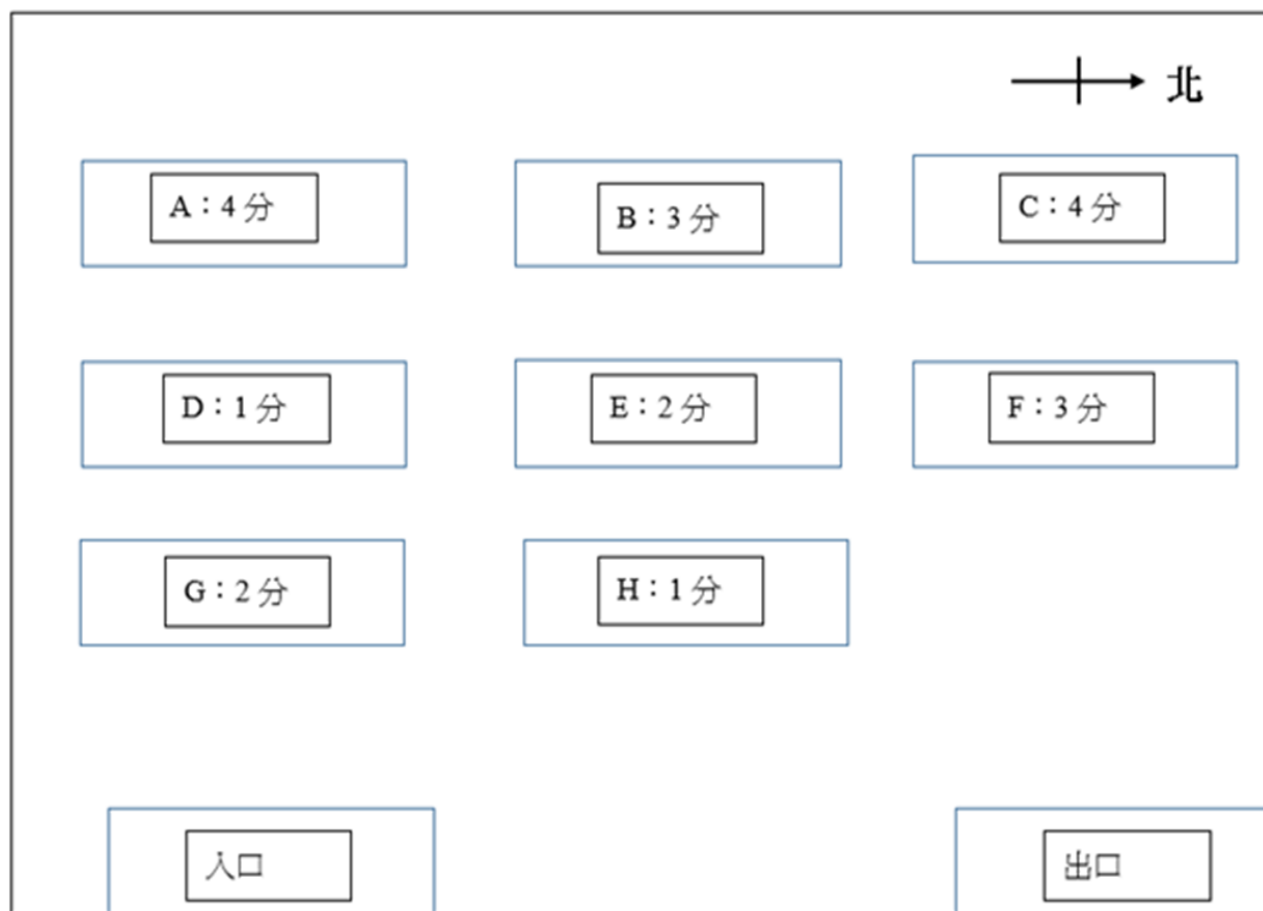 北
A：4 分
B：3 分
C：4 分
D：1 分
E：2 分
F：3 分
G：2 分
H：1 分
入口
出口